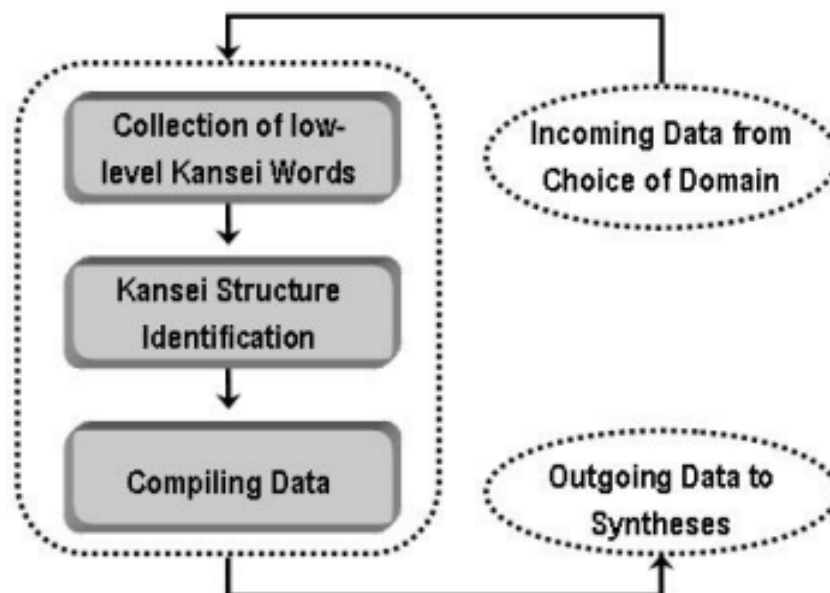 Collection of low-
level Kansei Words
Incoming Data from
Choice of Domain
Kansei Structure
Identification
Compiling Data
Outgoing Data to
Syntheses